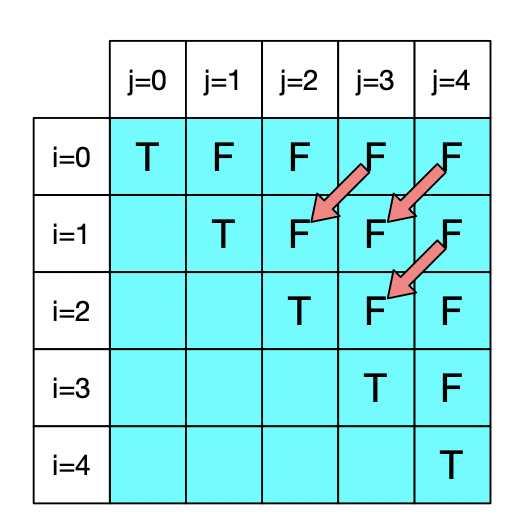 j=0 j=1 j=2 j=3 j=4
i=0 T F F F F
i=1 T F F F
i=2 T F F
i=3 T F
i=4 T